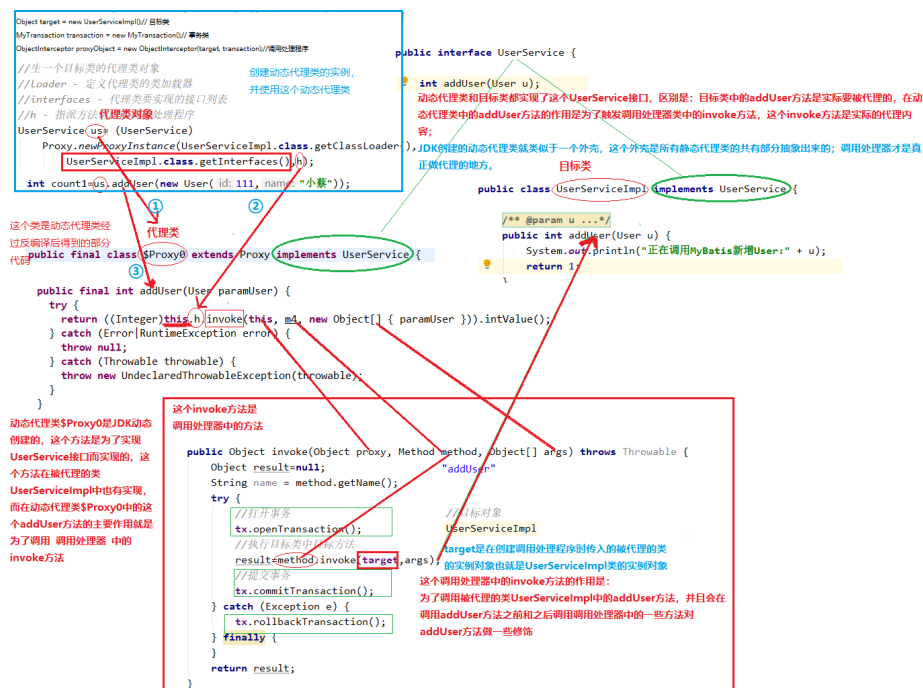 Object target = new UserServiceImpl();// 目标类
MyTransaction transaction = new MyTransaction();// 事务类
ObjectInterceptor proxyObject = new ObjectInterceptor(target, transaction);//调用处理程序
//生一个目标类的代理类对象
//loader - 定义代理类的类加载器
//interfaces - 代理类要实现的接口列表
//h - 指派方法
处理程序
代理类对象
创建动态代理类的实例，
并使用这个动态代理类
UserService us= (UserService)
Proxy.newProxyInstance(UserServiceImpl.class.getClassLoader(),
UserServiceImpl.class.getInterfaces(),h);
int count1=us.addUser(new User( id: 111, name: "小蔡"));
① ②
public interface UserService {
int addUser(User u);
动态代理类和目标类都实现了这个UserService接口，区别是：目标类中的addUser方法是实际要被代理的，在动
态代理类中的addUser方法的作用是为了触发调用处理器类中的invoke方法，这个invoke方法是实际的代理内
容；
JDK创建的动态代理类就类似于一个外壳，这个外壳是所有静态代理类的共有部分抽象出来的；调用处理器才是真
正做代理的地方。
目标类
public class UserServiceImpl implements UserService {
/** @param u ...*/
public int addUser(User u) {
System.out.println("正在调用MyBatis新增User:" + u);
return 1;
}
这个类是动态代理类经
过反编译后得到的部分
代码
代理类
③
public final class $Proxy0 extends Proxy implements UserService {
public final int addUser(User paramUser) {
try {
return ((Integer)this.h.invoke(this, m4, new Object[] { paramUser })).intValue();
} catch (Error|RuntimeException error) {
throw null;
} catch (Throwable throwable) {
throw new UndeclaredThrowableException(throwable);
}
}
动态代理类$Proxy0是JDK动态
创建的，这个方法是为了实现
UserService接口而实现的，这
个方法在被代理的类
UserServiceImpl中也有实现，
而在动态代理类$Proxy0中的这
个addUser方法的主要作用就是
为了调用 调用处理器 中的
invoke方法
这个invoke方法是
调用处理器中的方法
public Object invoke(Object proxy, Method method, Object[] args) throws Throwable {
Object result=null;
"addUser"
String name = method.getName();
try {
//打开事务
tx.openTransaction();
//执行目标类中目标方法
result=method.invoke(target,args);
//提交事务
tx.commitTransaction();
} catch (Exception e) {
tx.rollbackTransaction();
} finally {
}
return result;
}
//目标对象
UserServiceImpl
target是在创建调用处理程序时传入的被代理的类
的实例对象也就是UserServiceImpl类的实例对象
这个调用处理器中的invoke方法的作用是：
为了调用被代理的类UserServiceImpl中的addUser方法，并且会在
调用addUser方法之前和之后调用调用处理器中的一些方法对
addUser方法做一些修饰